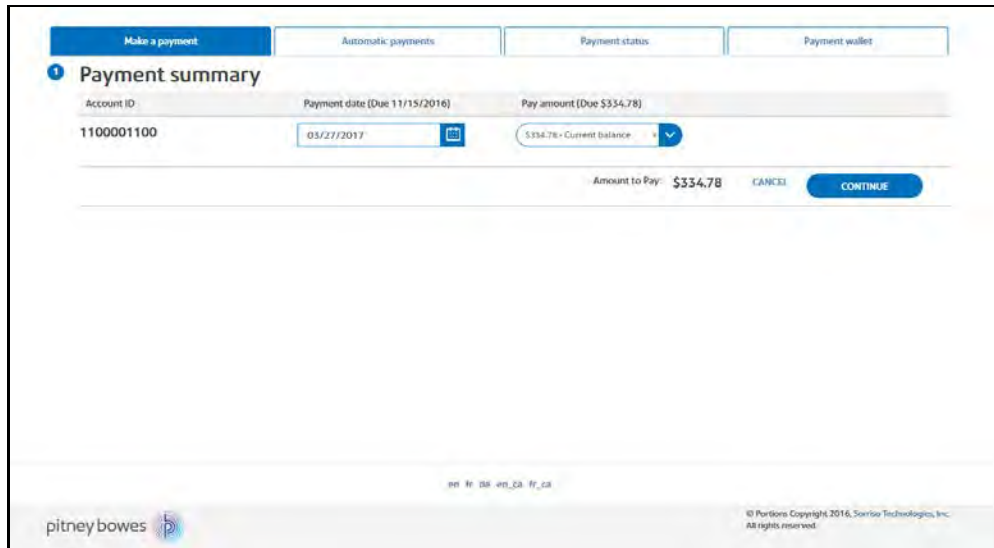 Make a payment Automatic payments Payment status Payment wallet
1 Payment summary
Account ID Payment date (Due 11/15/2016) Pay amount (Due $334.78)
1100001100 03/27/2017 $334.78 - Current balance ×
Amount to Pay: $334.78 CANCEL CONTINUE
en fr da en_ca fr_ca
pitney bowes
© Portions Copyright 2016, Sorriso Technologies, Inc.
All rights reserved.